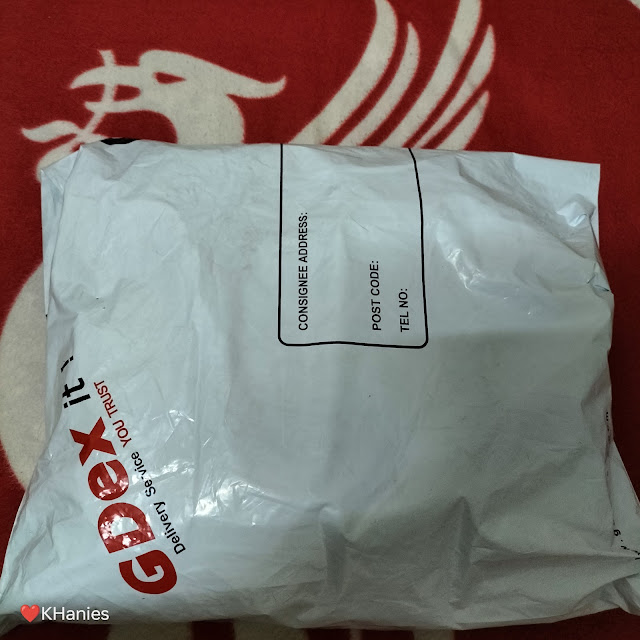 CONSIGNEE ADDRESS:
POST CODE:
TEL NO:
GDex it !
Delivery Service YOU TRUST
❤️KHanies